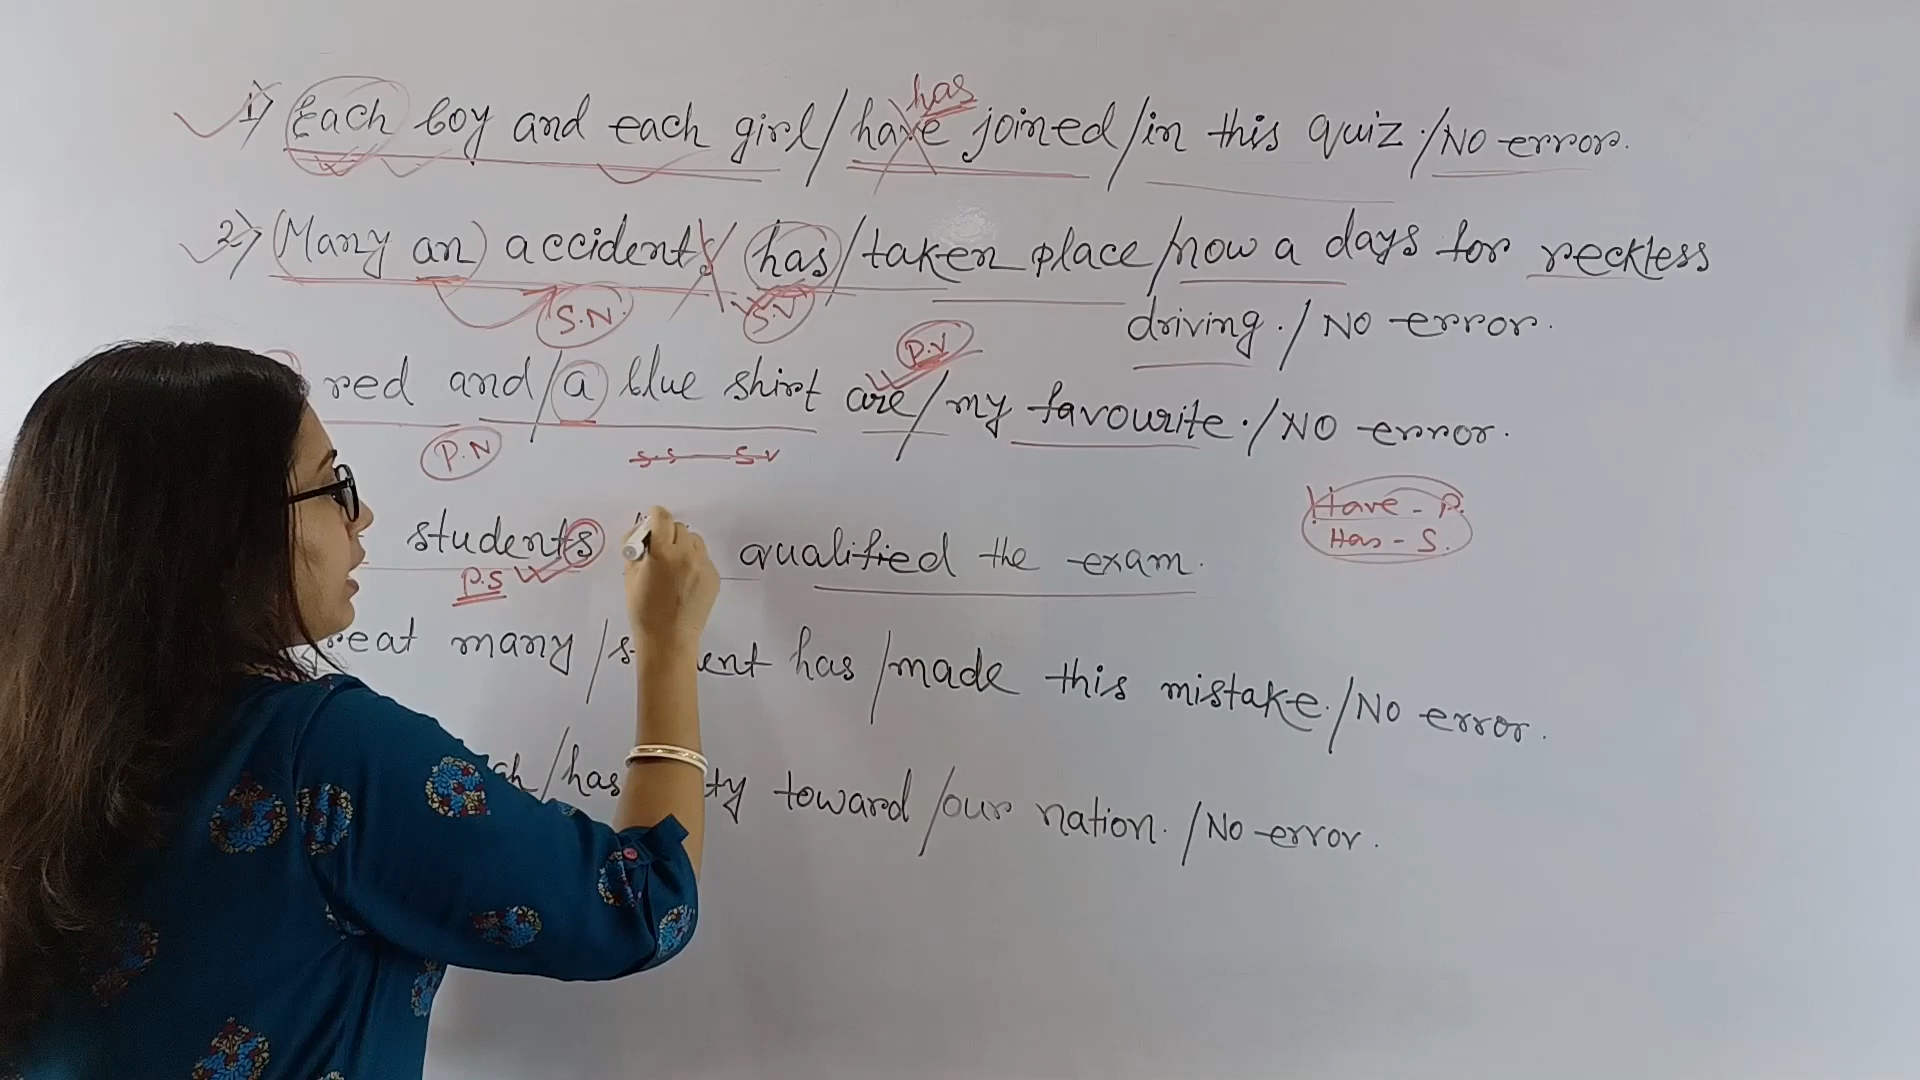 1) Each boy and each girl / have joined / in this quiz. / No error.
has
2) (Many an) accident, has / taken place / now a days for reckless
S.N. S.V driving. / No error.
P.V
red and / a blue shirt are / my favourite. / No error.
P.N S.S S V
Have - P.
Has - S.
students qualified the exam.
P.S
great many / student has / made this mistake. / No error.
/ has toward / our nation. / No error.